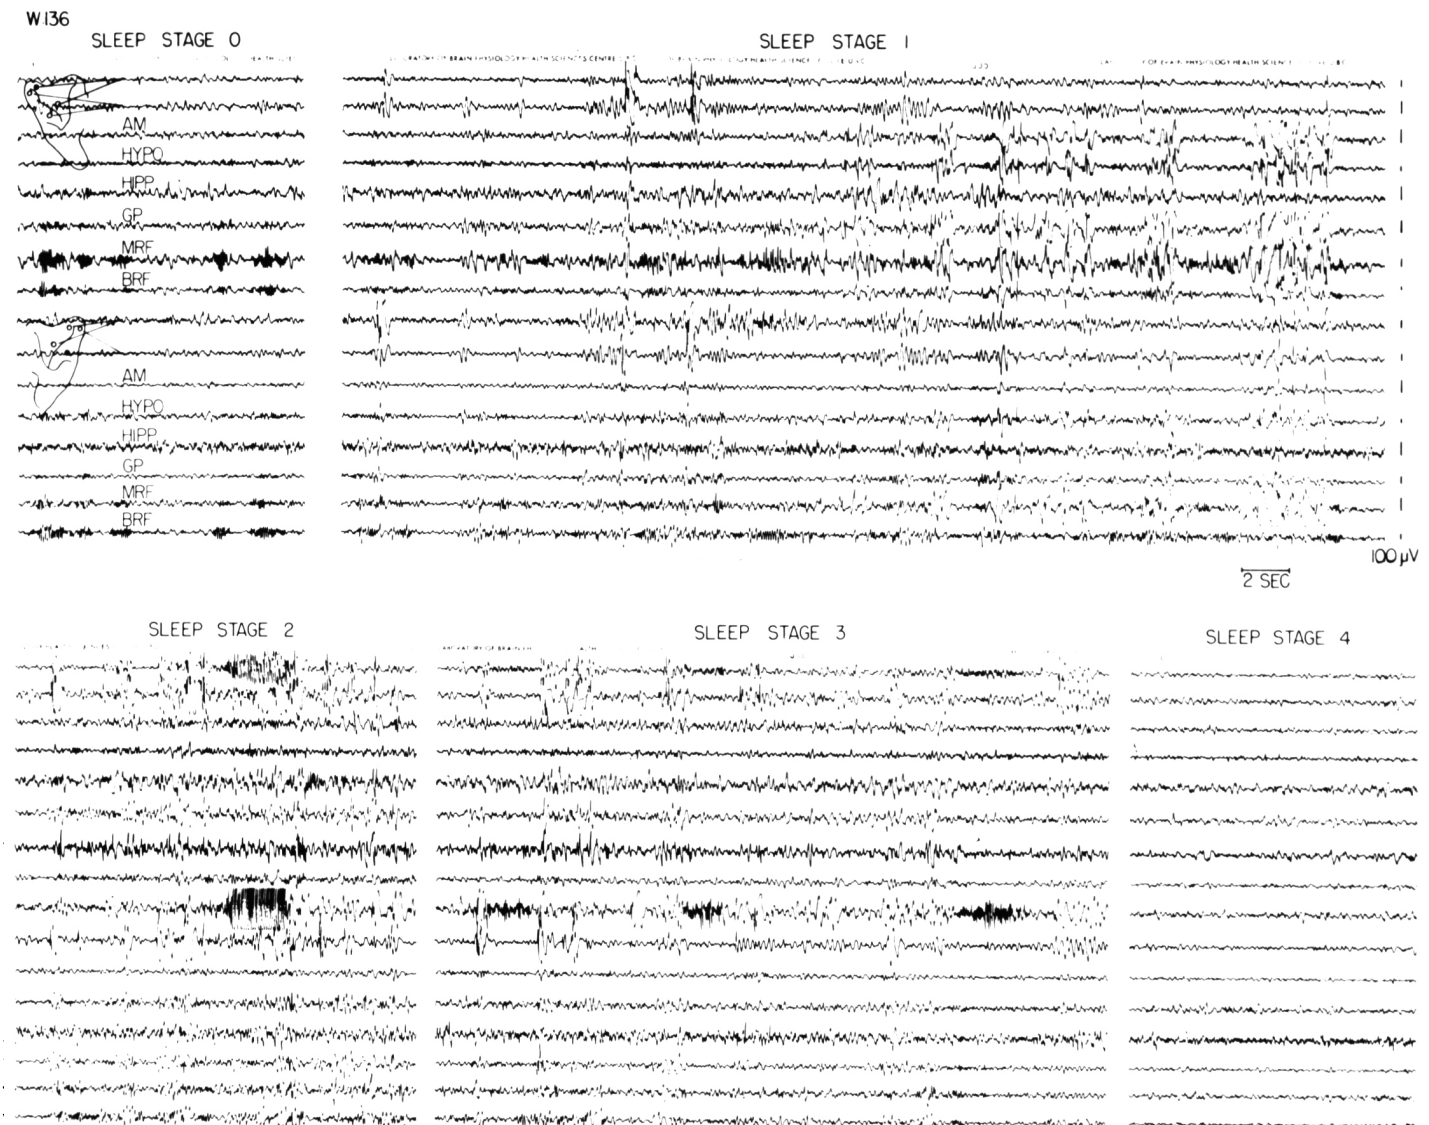 W136
SLEEP STAGE 0
SLEEP STAGE 1
AM
HYPO
HIPP
GP
MRF
BRF
AM
HYPO
HIPP
GP
MRF
BRF
100 µV
2 SEC
SLEEP STAGE 2
SLEEP STAGE 3
SLEEP STAGE 4